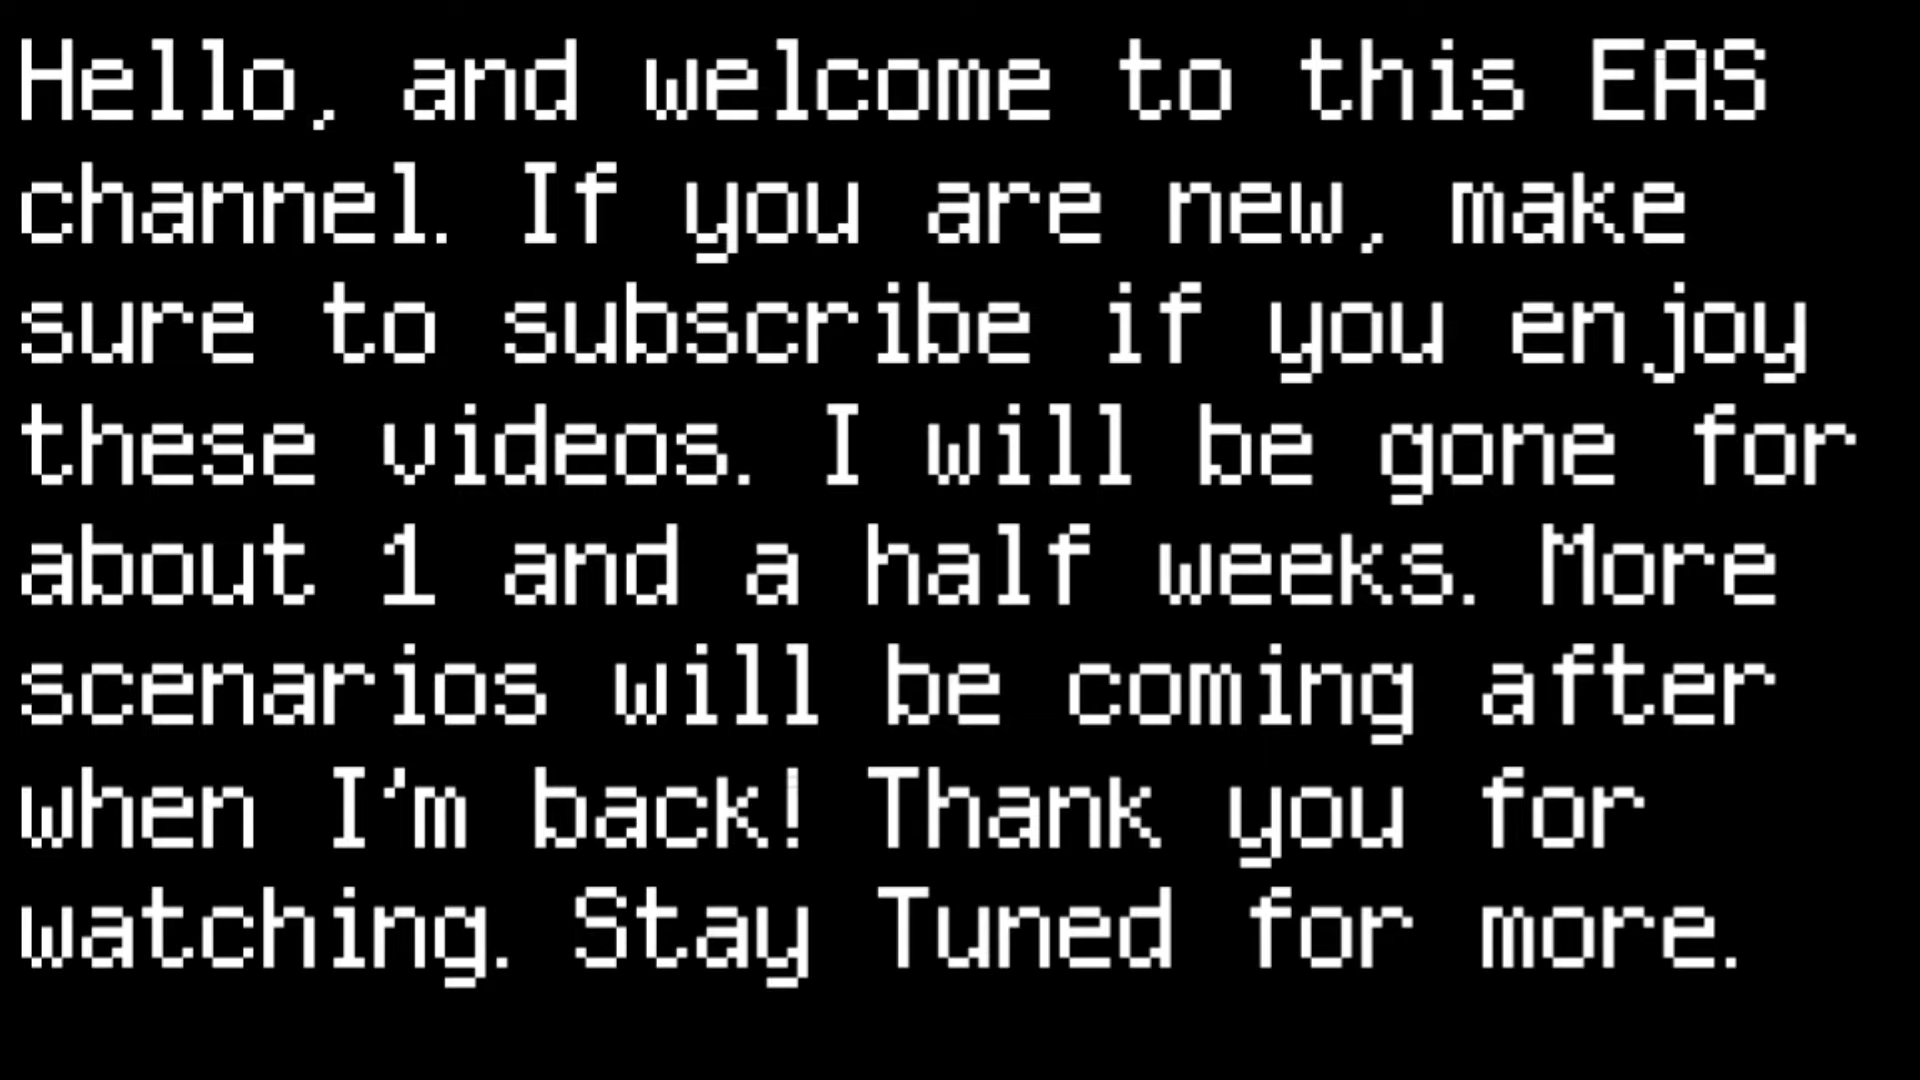 Hello, and welcome to this EAS
channel. If you are new, make
sure to subscribe if you enjoy
these videos. I will be gone for
about 1 and a half weeks. More
scenarios will be coming after
when I'm back! Thank you for
watching. Stay Tuned for more.